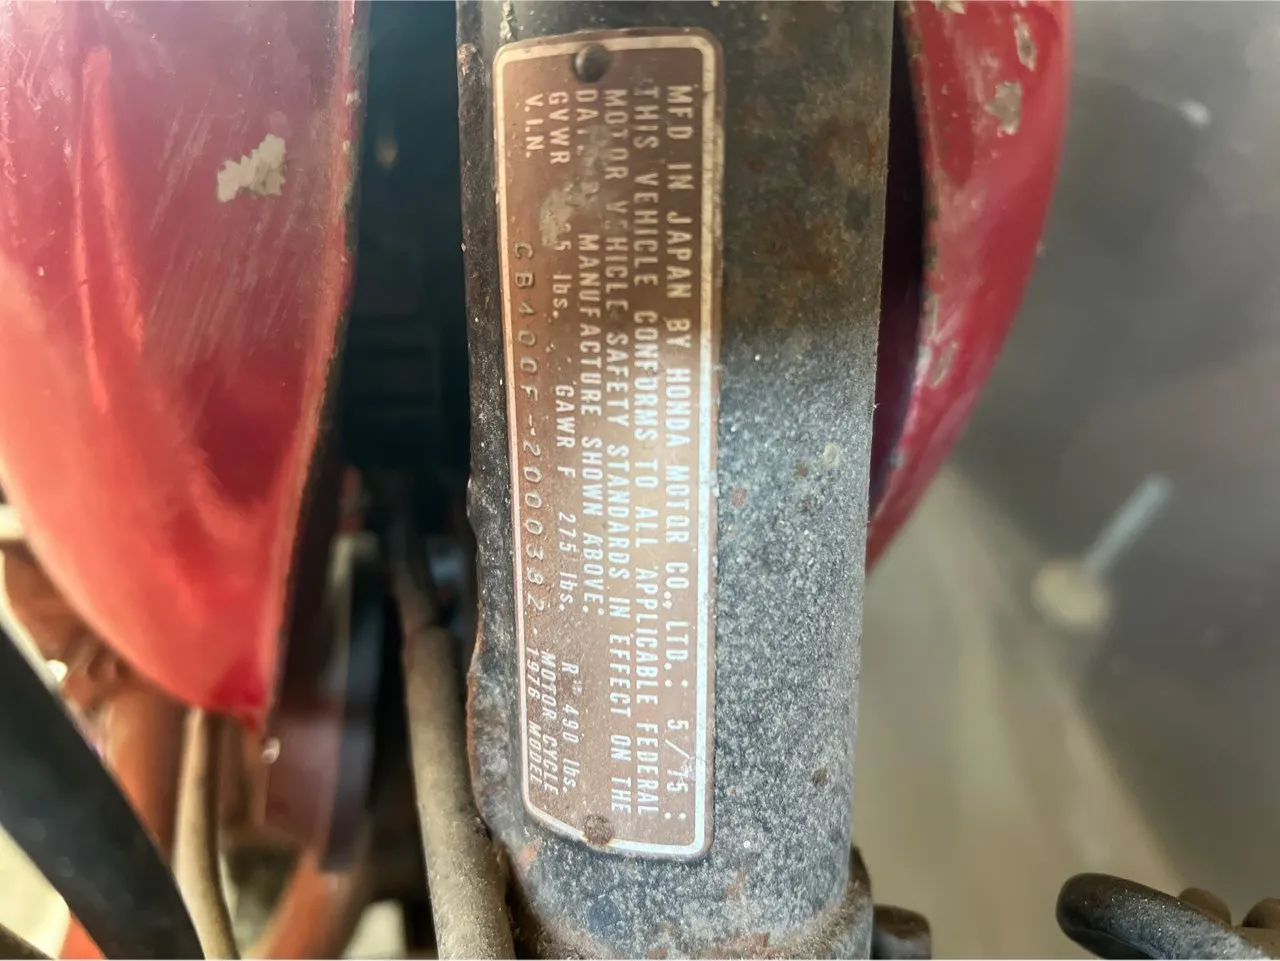 MFD IN JAPAN BY HONDA MOTOR CO., LTD.: 5/75:
THIS VEHICLE CONFORMS TO ALL APPLICABLE FEDERAL
MOTOR VEHICLE SAFETY STANDARDS IN EFFECT ON THE
MANUFACTURE SHOWN ABOVE.
GVWR lbs. GAWR F 275 lbs. R 490 lbs.
V.I.N. CB400F-2000382 MOTOR CYCLE
1976 MODEL